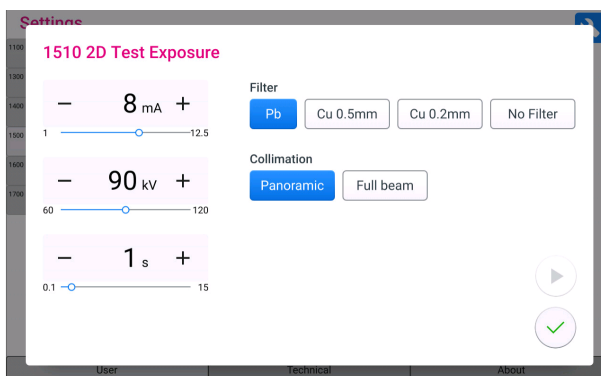 Settings
1100
1300
1400
1500
1600
1700
1510 2D Test Exposure
− 8 mA +
1 12.5
− 90 kV +
60 120
− 1 s +
0.1 15
Filter
Pb Cu 0.5mm Cu 0.2mm No Filter
Collimation
Panoramic Full beam
User Technical About